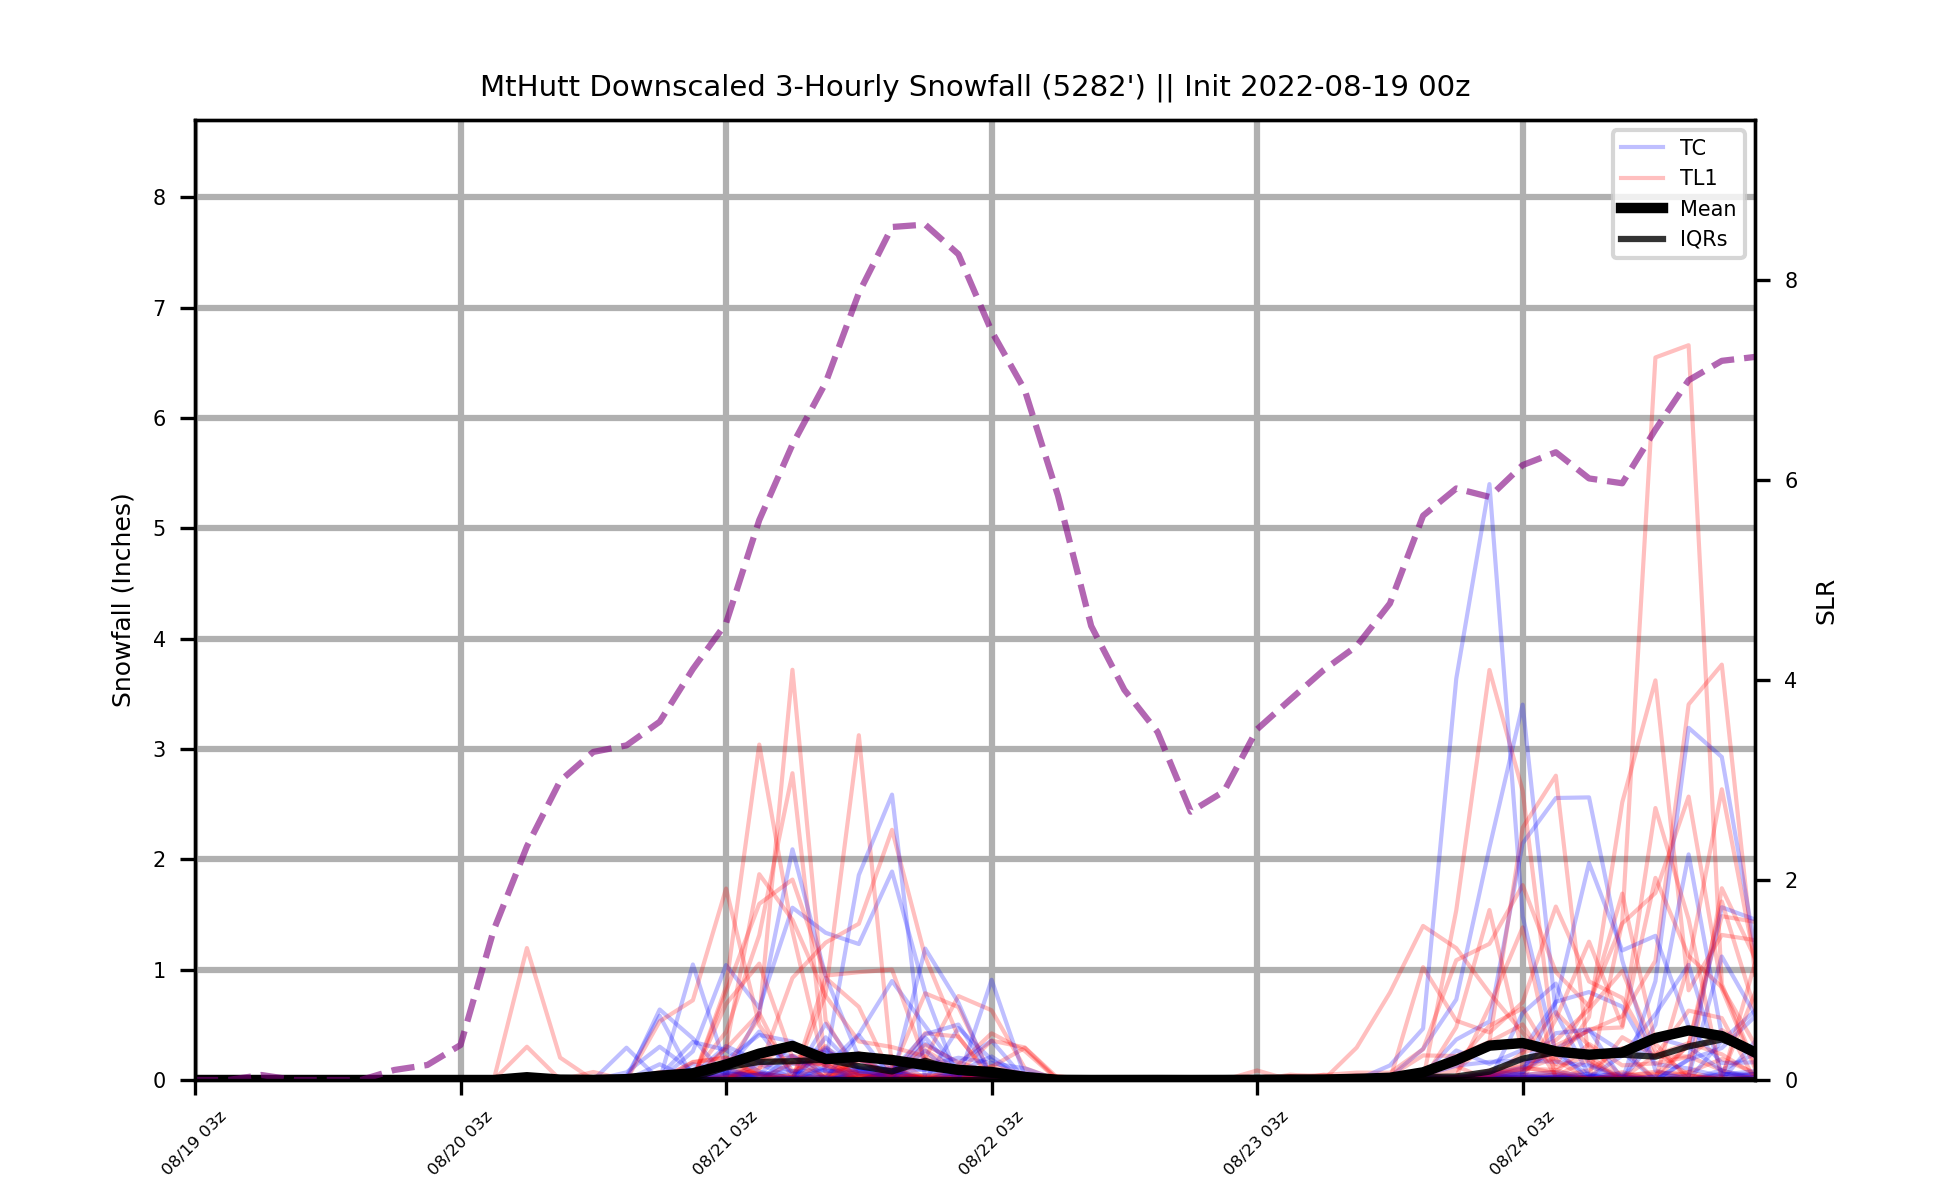 MtHutt Downscaled 3-Hourly Snowfall (5282') || Init 2022-08-19 00z
TC
TL1
Mean
IQRs
Snowfall (Inches)
8
7
6
5
4
3
2
1
0
SLR
8
6
4
2
0
08/19 03z
08/20 03z
08/21 03z
08/22 03z
08/23 03z
08/24 03z